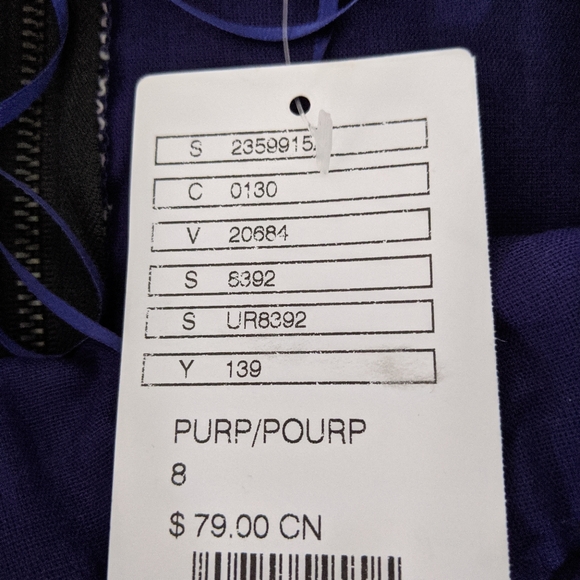 S 2359915
C 0130
V 20684
S 8392
S UR8392
Y 139
PURP/POURP
8
$ 79.00 CN